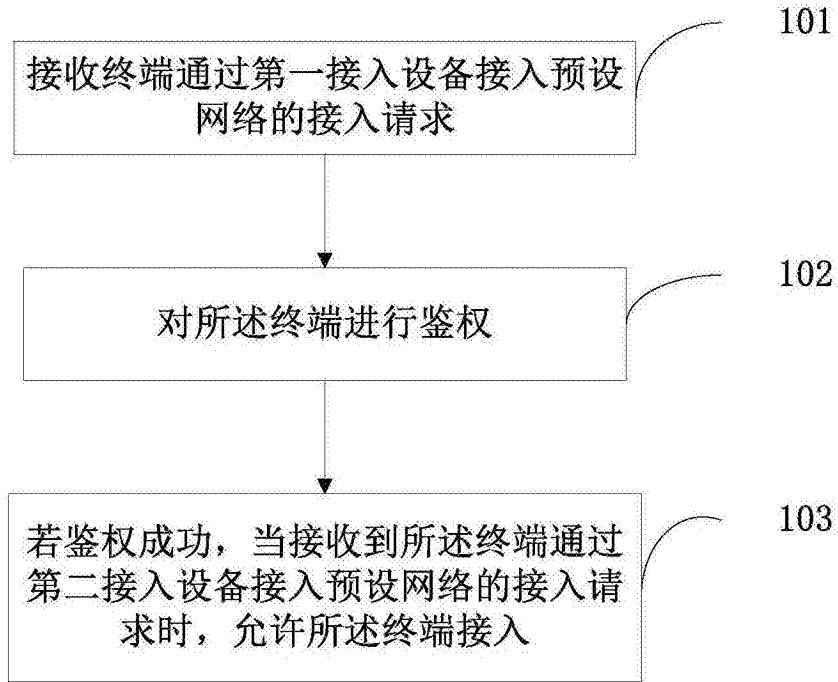 101
接收终端通过第一接入设备接入预设
网络的接入请求
102
对所述终端进行鉴权
103
若鉴权成功，当接收到所述终端通过
第二接入设备接入预设网络的接入请
求时，允许所述终端接入